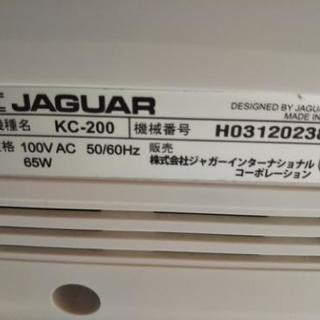 JAGUAR
DESIGNED BY JAGUA
MADE IN
機種名 KC-200 機械番号 H03120238
定格 100V AC 50/60Hz 販売
65W 株式会社ジャガーインターナショナル
コーポレーション